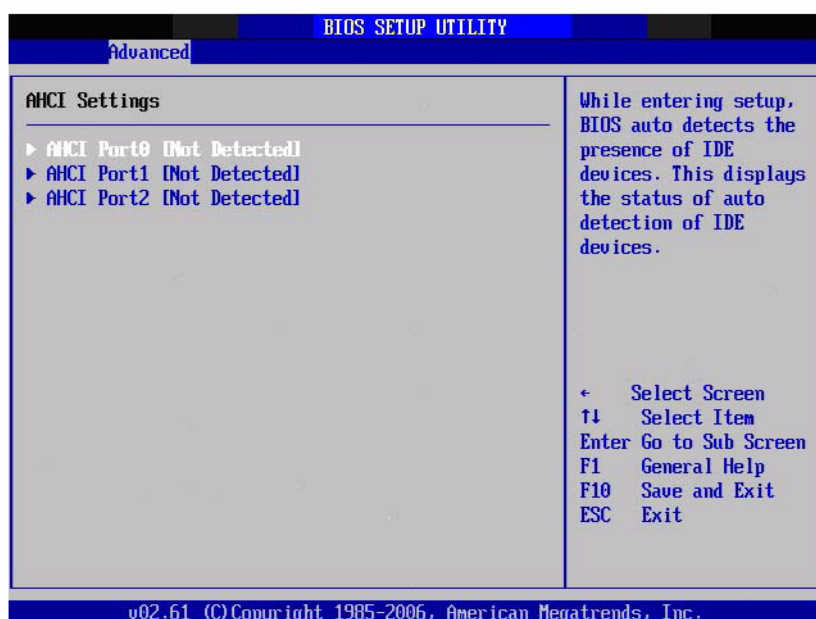 BIOS SETUP UTILITY
Advanced
AHCI Settings
▶ AHCI Port0 [Not Detected]
▶ AHCI Port1 [Not Detected]
▶ AHCI Port2 [Not Detected]
While entering setup,
BIOS auto detects the
presence of IDE
devices. This displays
the status of auto
detection of IDE
devices.
← Select Screen
↑↓ Select Item
Enter Go to Sub Screen
F1 General Help
F10 Save and Exit
ESC Exit
v02.61 (C)Copyright 1985-2006, American Megatrends, Inc.